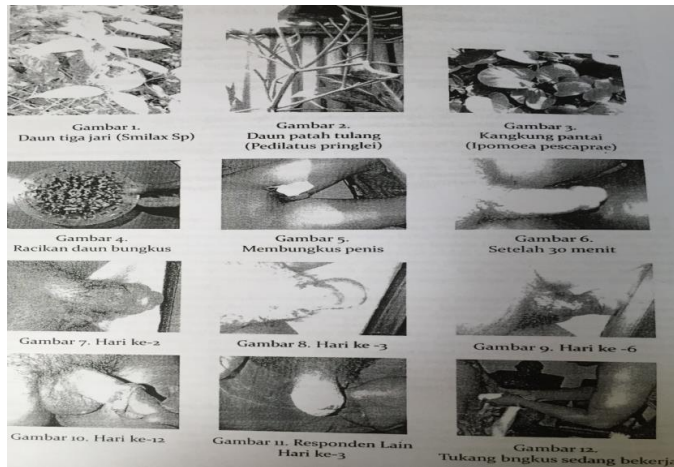 Gambar 1.
Daun tiga jari (Smilax Sp)
Gambar 2.
Daun patah tulang
(Pedilatus pringlei)
Gambar 3.
Kangkung pantai
(Ipomoea pescaprae)
Gambar 4.
Racikan daun bungkus
Gambar 5.
Membungkus penis
Gambar 6.
Setelah 30 menit
Gambar 7. Hari ke-2
Gambar 8. Hari ke -3
Gambar 9. Hari ke -6
Gambar 10. Hari ke-12
Gambar 11. Responden Lain
Hari ke-3
Gambar 12.
Tukang bngkus sedang bekerja